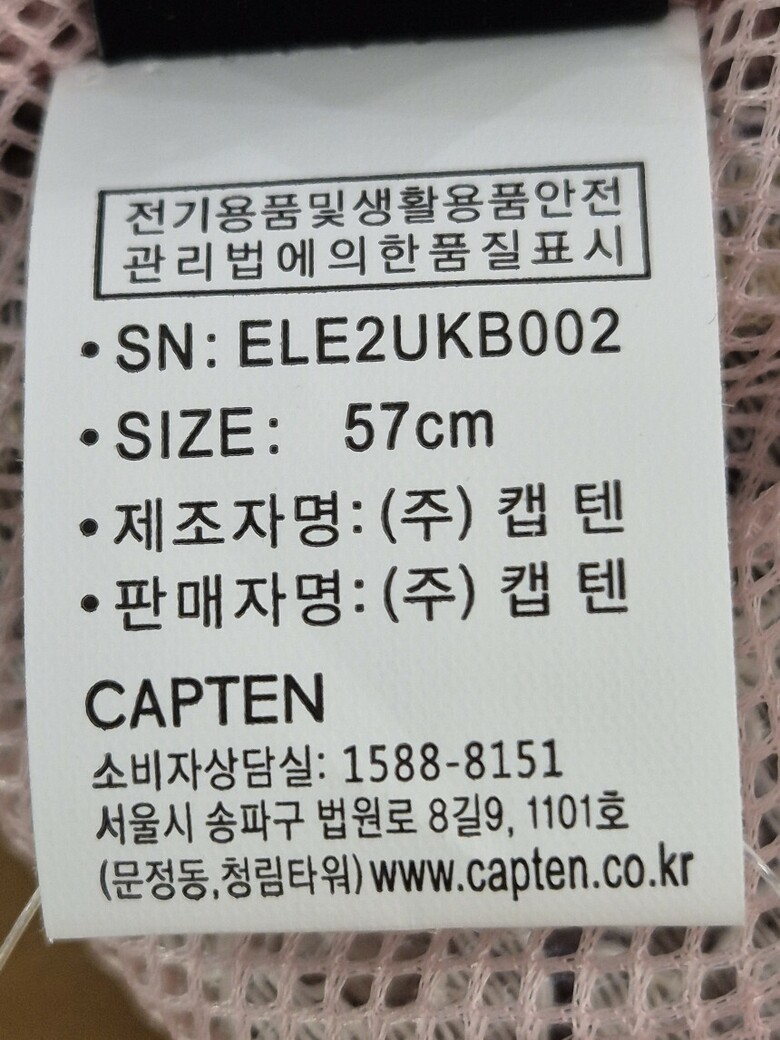 전기용품및생활용품안전
관리법에의한품질표시
• SN: ELE2UKB002
• SIZE: 57cm
• 제조자명: (주) 캡 텐
• 판매자명: (주) 캡 텐
CAPTEN
소비자상담실: 1588-8151
서울시 송파구 법원로 8길9, 1101호
(문정동,청림타워) www.capten.co.kr